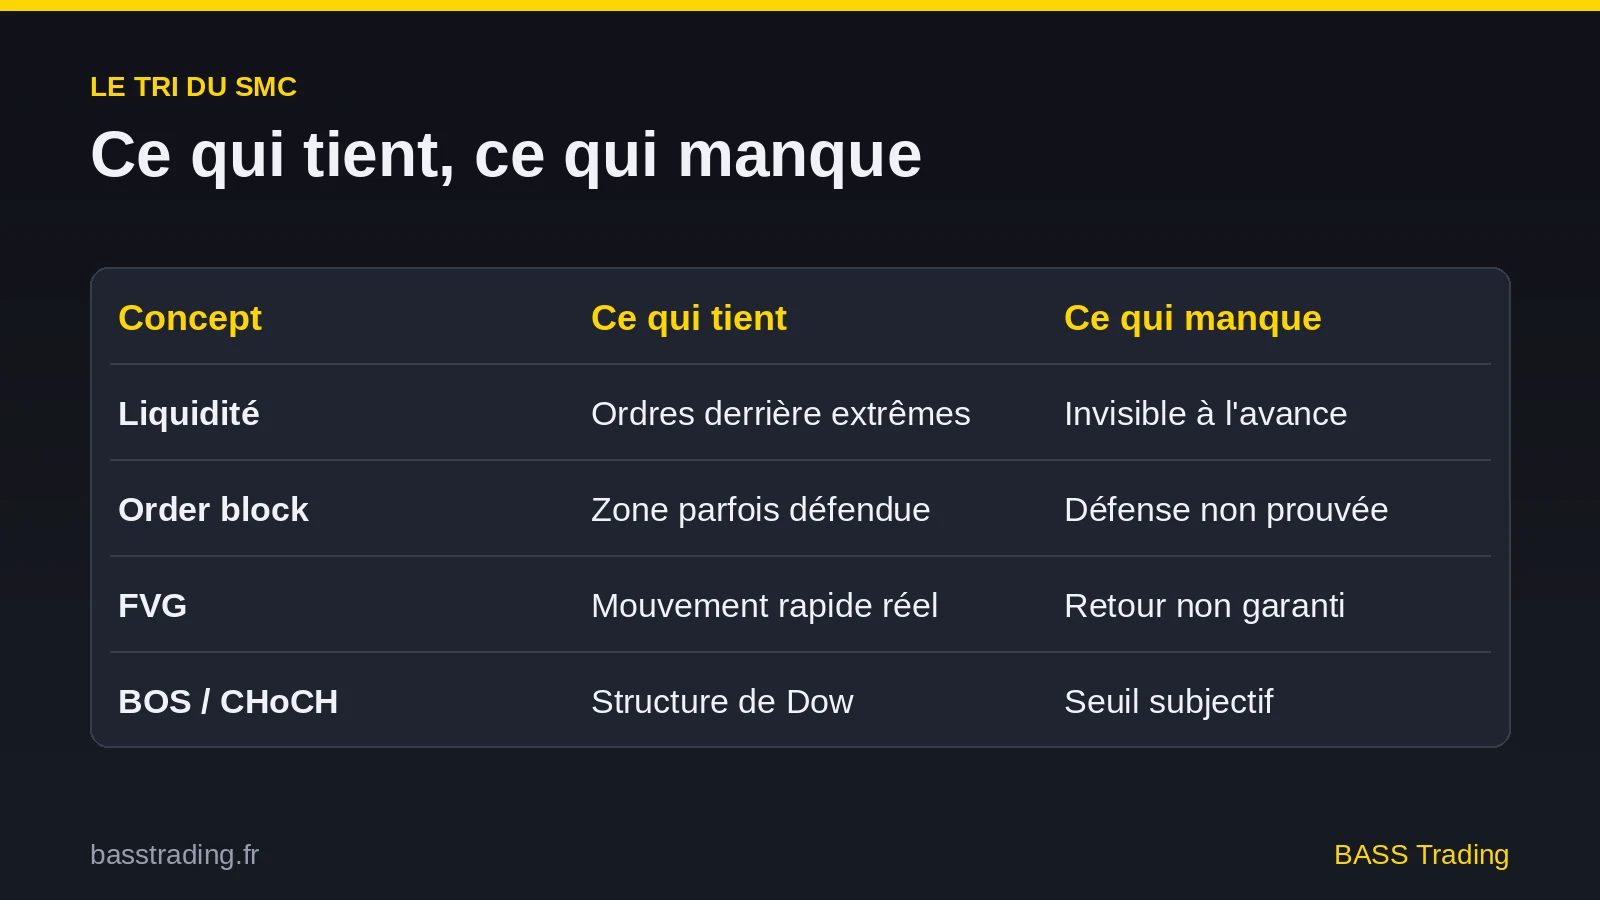 LE TRI DU SMC
Ce qui tient, ce qui manque
Concept Ce qui tient Ce qui manque
Liquidité Ordres derrière extrêmes Invisible à l'avance
Order block Zone parfois défendue Défense non prouvée
FVG Mouvement rapide réel Retour non garanti
BOS / CHoCH Structure de Dow Seuil subjectif
basstrading.fr BASS Trading